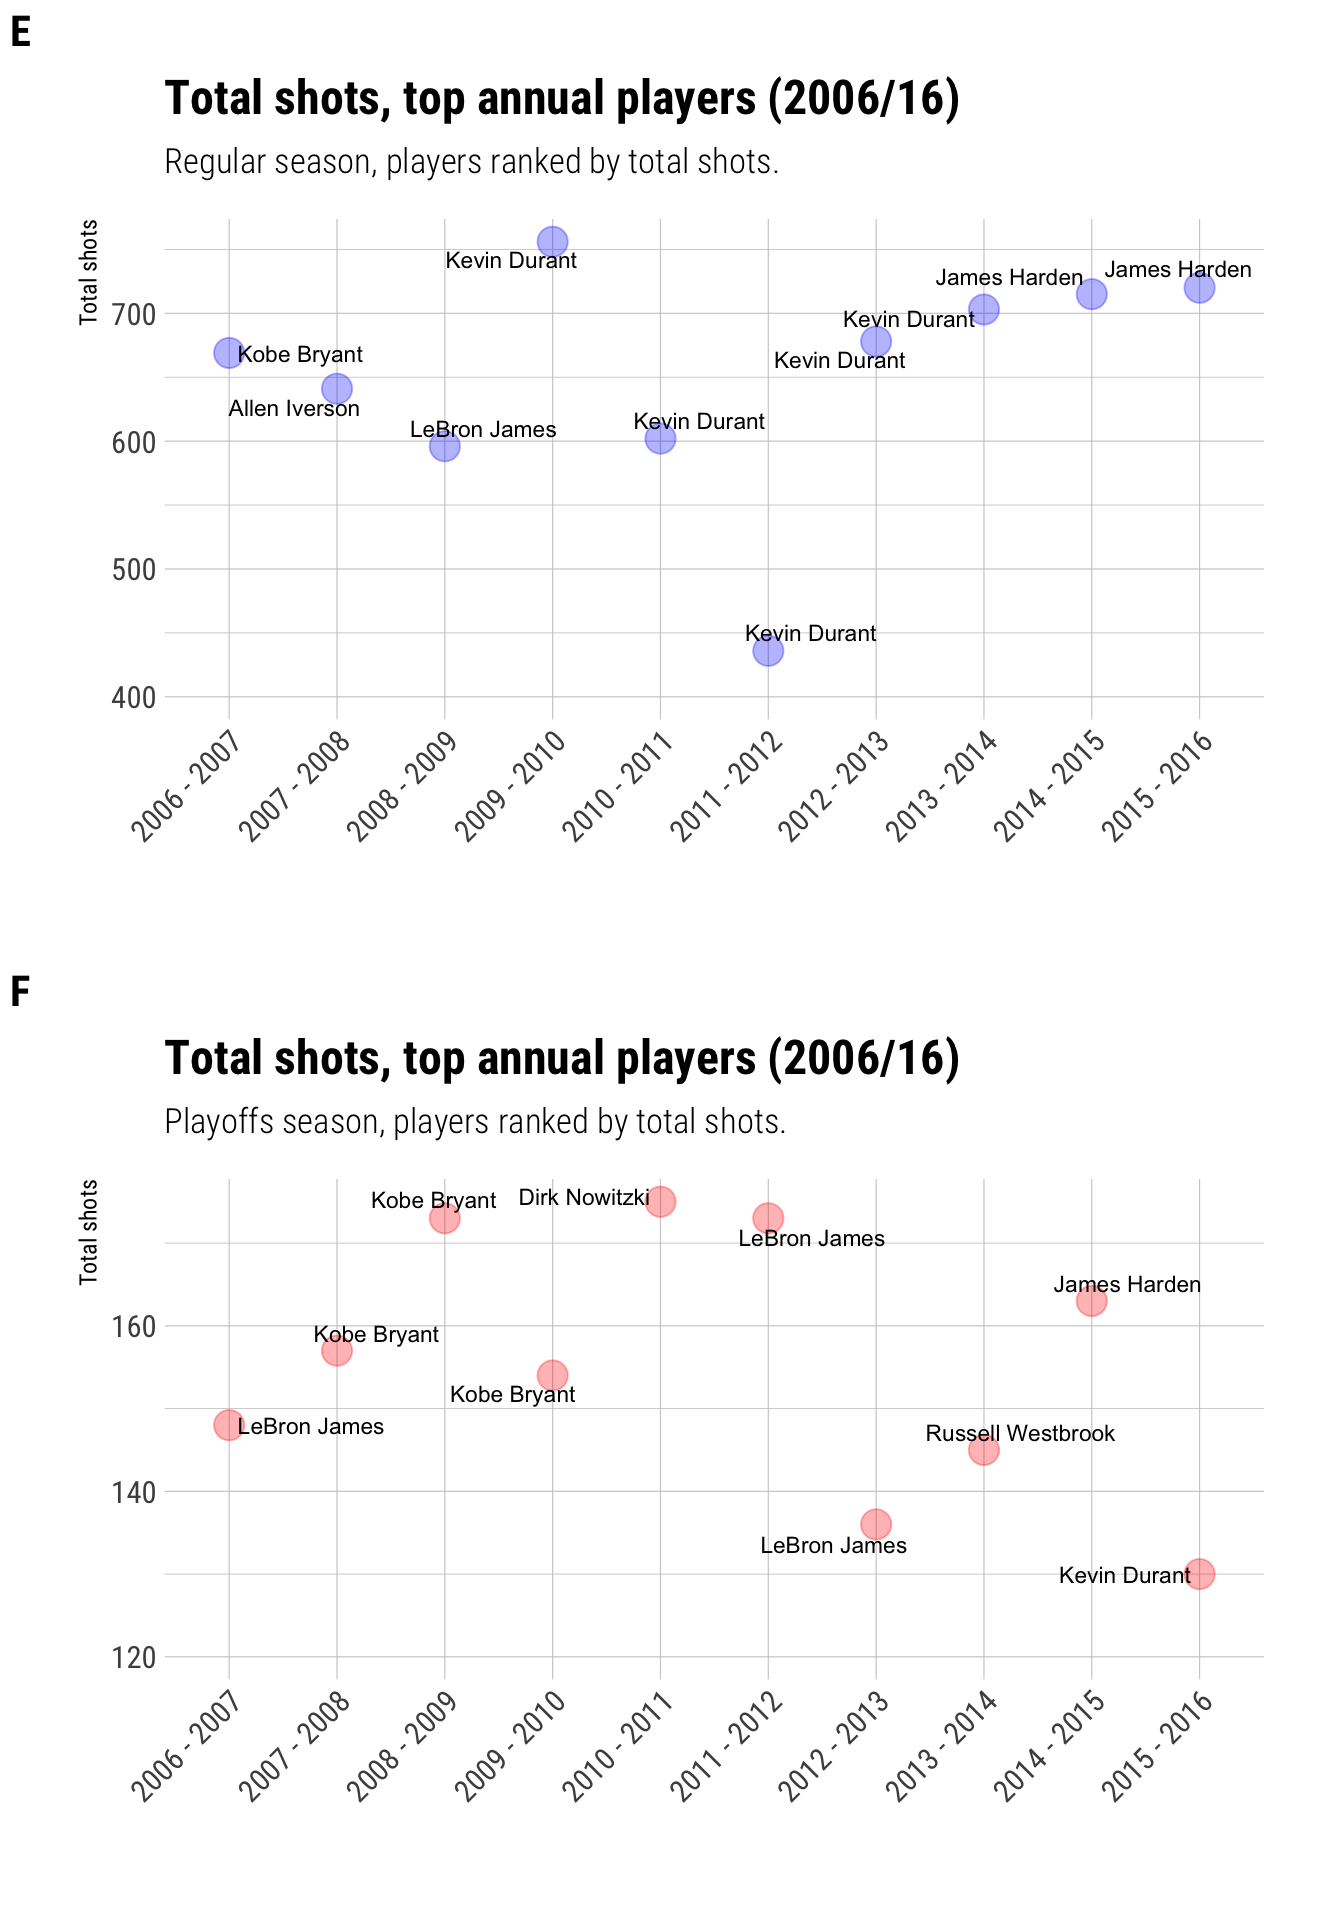 E
Total shots, top annual players (2006/16)
Regular season, players ranked by total shots.
Total shots
700
600
500
400
Kevin Durant
James Harden
James Harden
Kevin Durant
Kobe Bryant
Kevin Durant
Allen Iverson
LeBron James
Kevin Durant
Kevin Durant
2006 - 2007
2007 - 2008
2008 - 2009
2009 - 2010
2010 - 2011
2011 - 2012
2012 - 2013
2013 - 2014
2014 - 2015
2015 - 2016
F
Total shots, top annual players (2006/16)
Playoffs season, players ranked by total shots.
Total shots
160
140
120
Kobe Bryant
Dirk Nowitzki
LeBron James
James Harden
Kobe Bryant
Kobe Bryant
LeBron James
Russell Westbrook
LeBron James
Kevin Durant
2006 - 2007
2007 - 2008
2008 - 2009
2009 - 2010
2010 - 2011
2011 - 2012
2012 - 2013
2013 - 2014
2014 - 2015
2015 - 2016